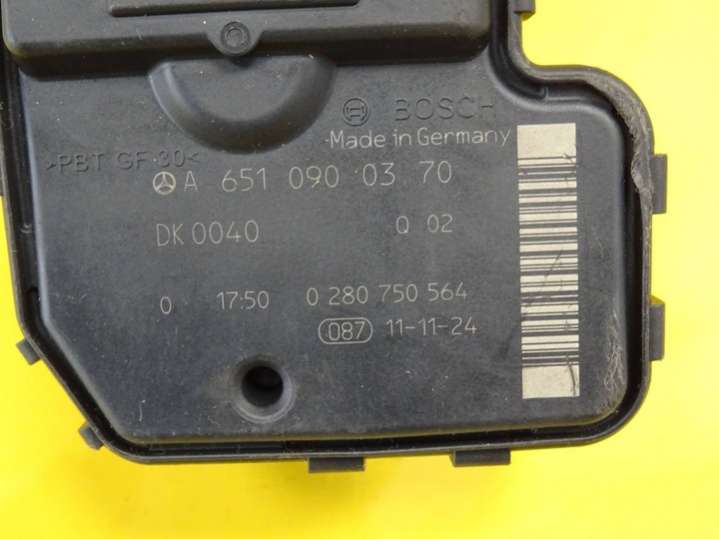 BOSCH
Made in Germany
>PBT GF 30<
A 651 090 03 70
DK 0040 Q 02
0 17:50 0 280 750 564
087 11-11-24